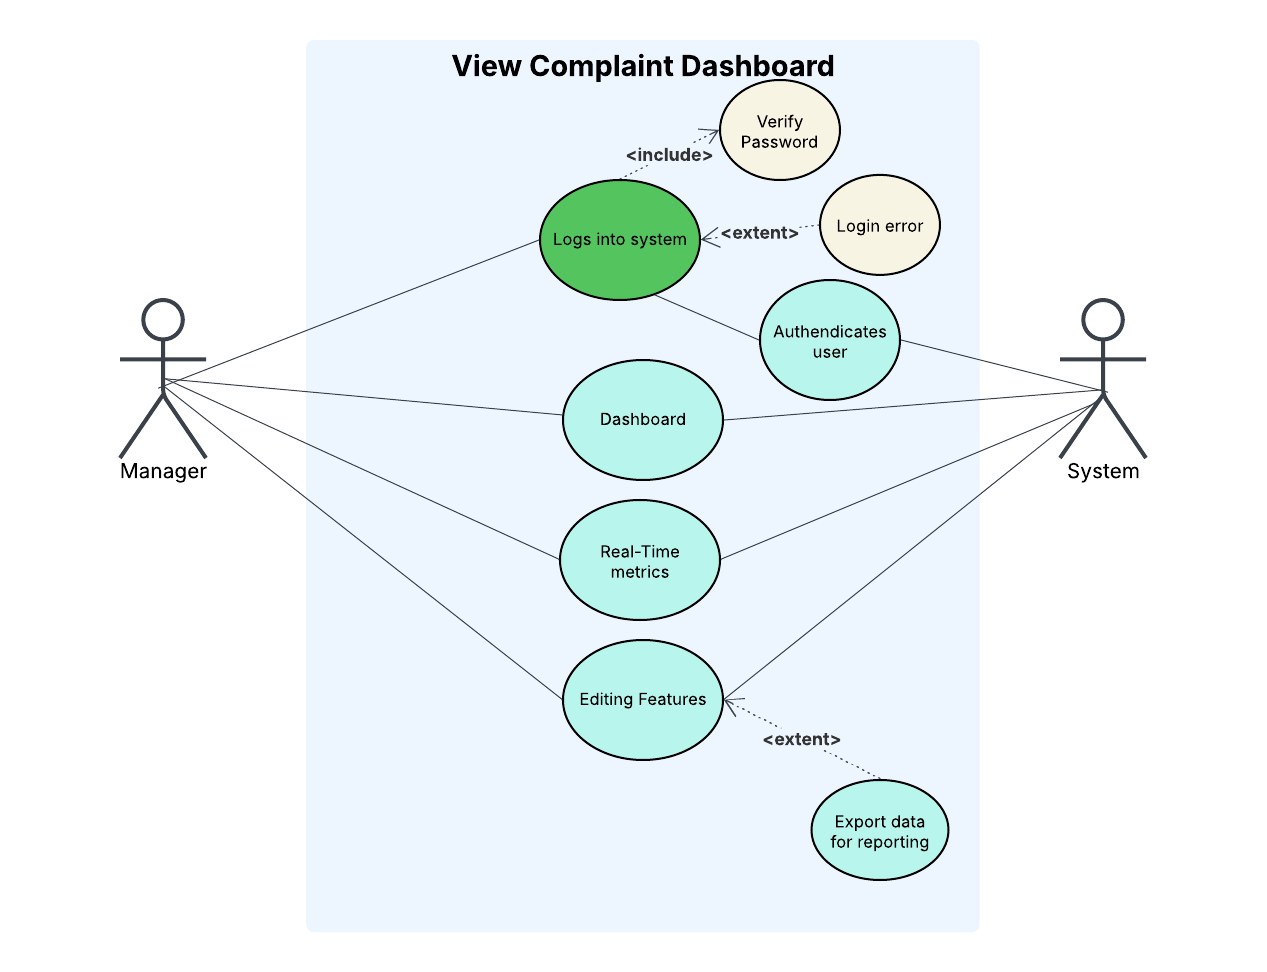 View Complaint Dashboard
Verify
Password
<include>
Logs into system
<extent>
Login error
Authendicates
user
Dashboard
Manager
System
Real-Time
metrics
Editing Features
<extent>
Export data
for reporting